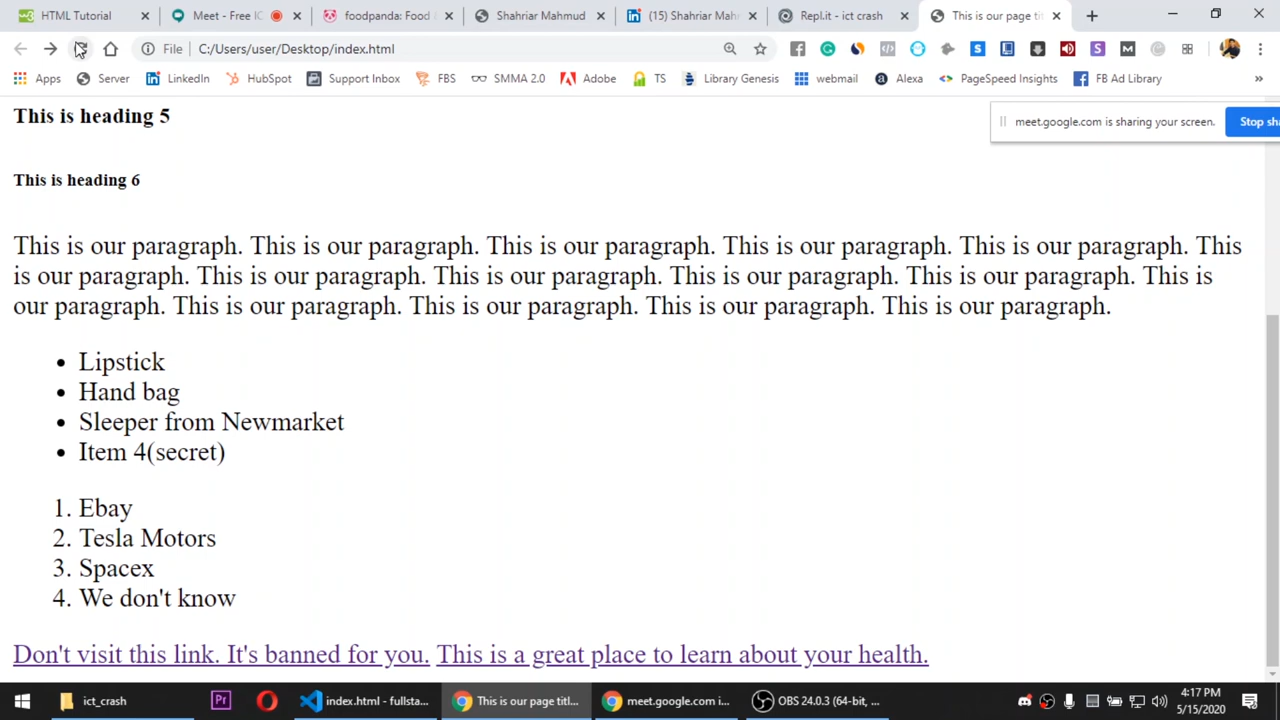 HTML Tutorial
Meet - Free IC
foodpanda: Food
Shahriar Mahmud
(15) Shahriar Mah
Repl.it - ict crash
This is our page tit
File
C:/Users/user/Desktop/index.html
Apps
Server
LinkedIn
HubSpot
Support Inbox
FBS
SMMA 2.0
Adobe
TS
Library Genesis
webmail
Alexa
PageSpeed Insights
FB Ad Library
»
meet.google.com is sharing your screen.
Stop sha
This is heading 5
This is heading 6
This is our paragraph. This is our paragraph. This is our paragraph. This is our paragraph. This is our paragraph. This
is our paragraph. This is our paragraph. This is our paragraph. This is our paragraph. This is our paragraph. This is
our paragraph. This is our paragraph. This is our paragraph. This is our paragraph. This is our paragraph.
• Lipstick
• Hand bag
• Sleeper from Newmarket
• Item 4(secret)
1. Ebay
2. Tesla Motors
3. Spacex
4. We don't know
Don't visit this link. It's banned for you. This is a great place to learn about your health.
ict_crash
Pr
index.html - fullsta...
This is our page titl...
meet.google.com i...
OBS 24.0.3 (64-bit, ...
4:17 PM
5/15/2020